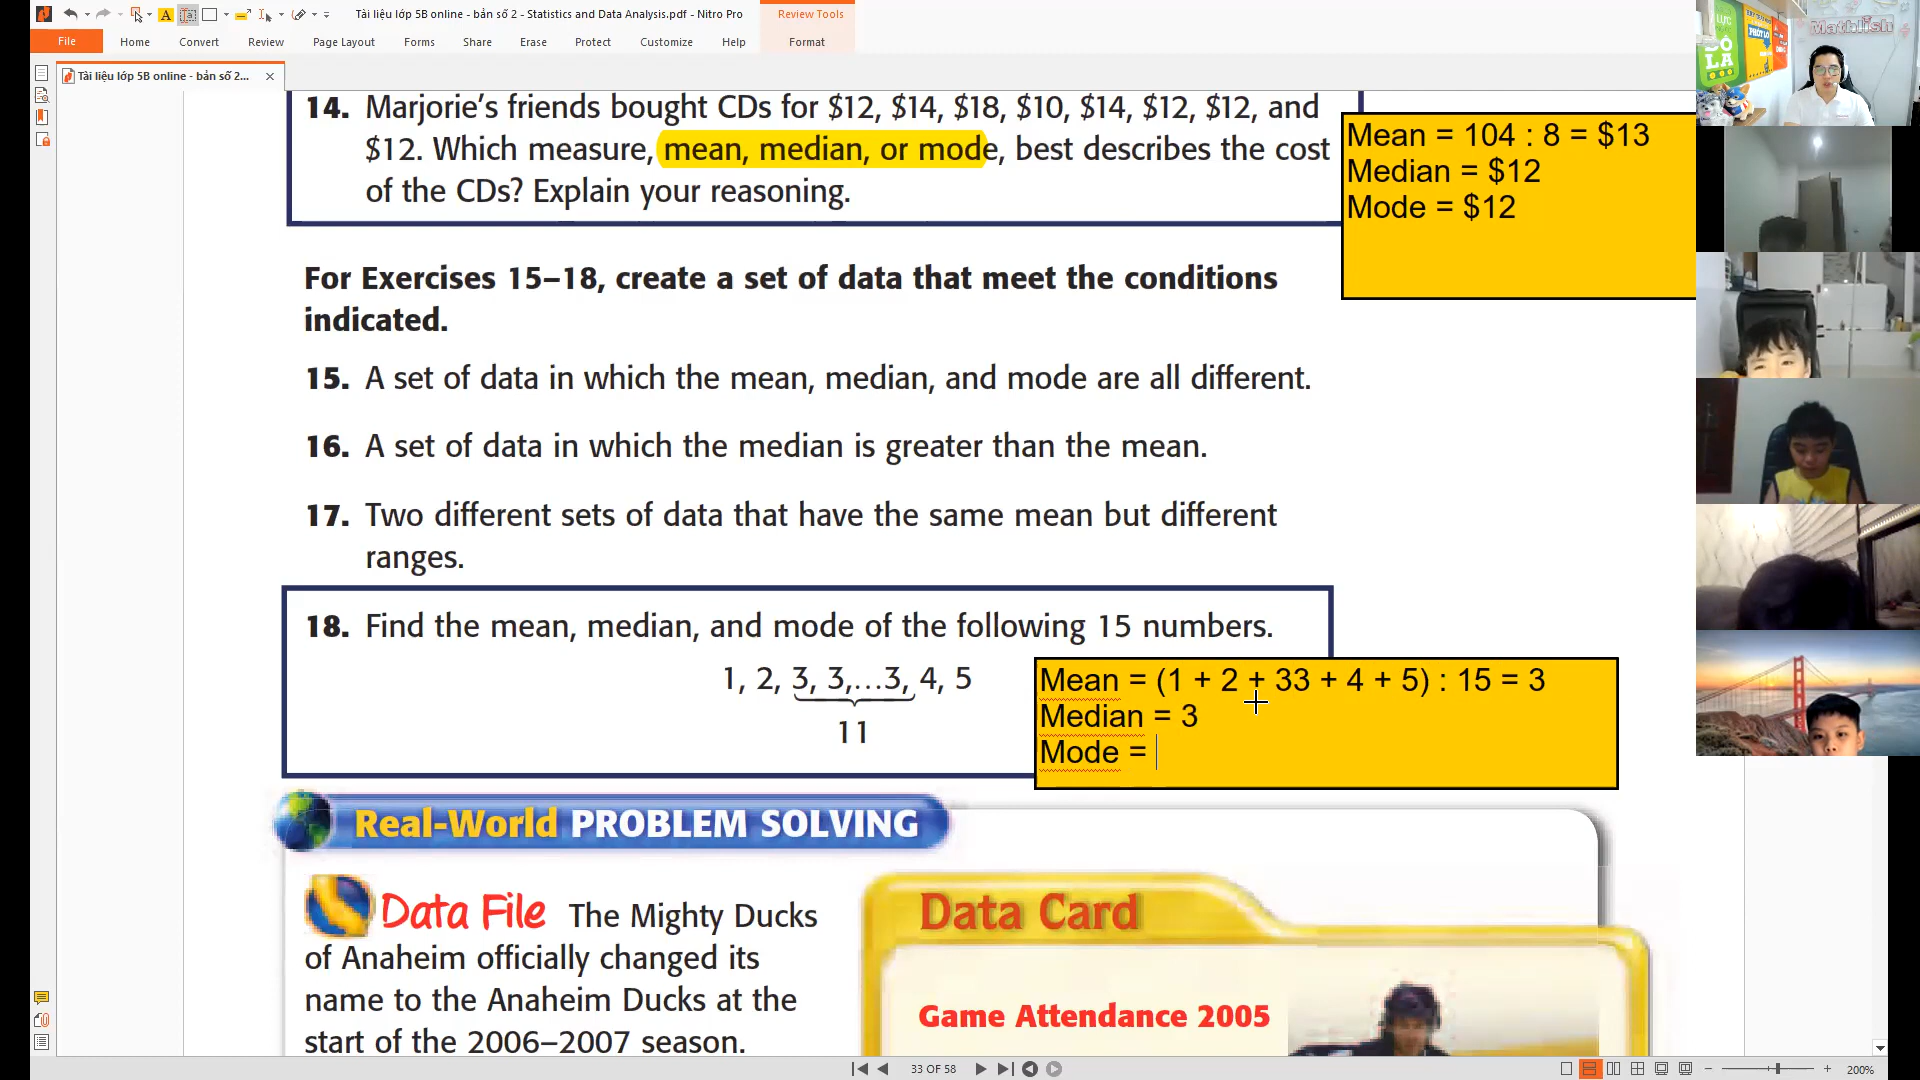 Tài liệu lớp 5B online - bản số 2 - Statistics and Data Analysis.pdf - Nitro Pro
Review Tools
File
Home
Convert
Review
Page Layout
Forms
Share
Erase
Protect
Customize
Help
Format
Tài liệu lớp 5B online - bản số 2...
14. Marjorie's friends bought CDs for $12, $14, $18, $10, $14, $12, $12, and
$12. Which measure, mean, median, or mode, best describes the cost
of the CDs? Explain your reasoning.
Mean = 104 : 8 = $13
Median = $12
Mode = $12
For Exercises 15–18, create a set of data that meet the conditions
indicated.
15. A set of data in which the mean, median, and mode are all different.
16. A set of data in which the median is greater than the mean.
17. Two different sets of data that have the same mean but different
ranges.
18. Find the mean, median, and mode of the following 15 numbers.
1, 2, 3, 3,...3, 4, 5
11
Mean = (1 + 2 + 33 + 4 + 5) : 15 = 3
Median = 3
Mode =
Real-World PROBLEM SOLVING
Data File The Mighty Ducks
of Anaheim officially changed its
name to the Anaheim Ducks at the
start of the 2006–2007 season.
Data Card
Game Attendance 2005
33 OF 58
200%
Mathlish